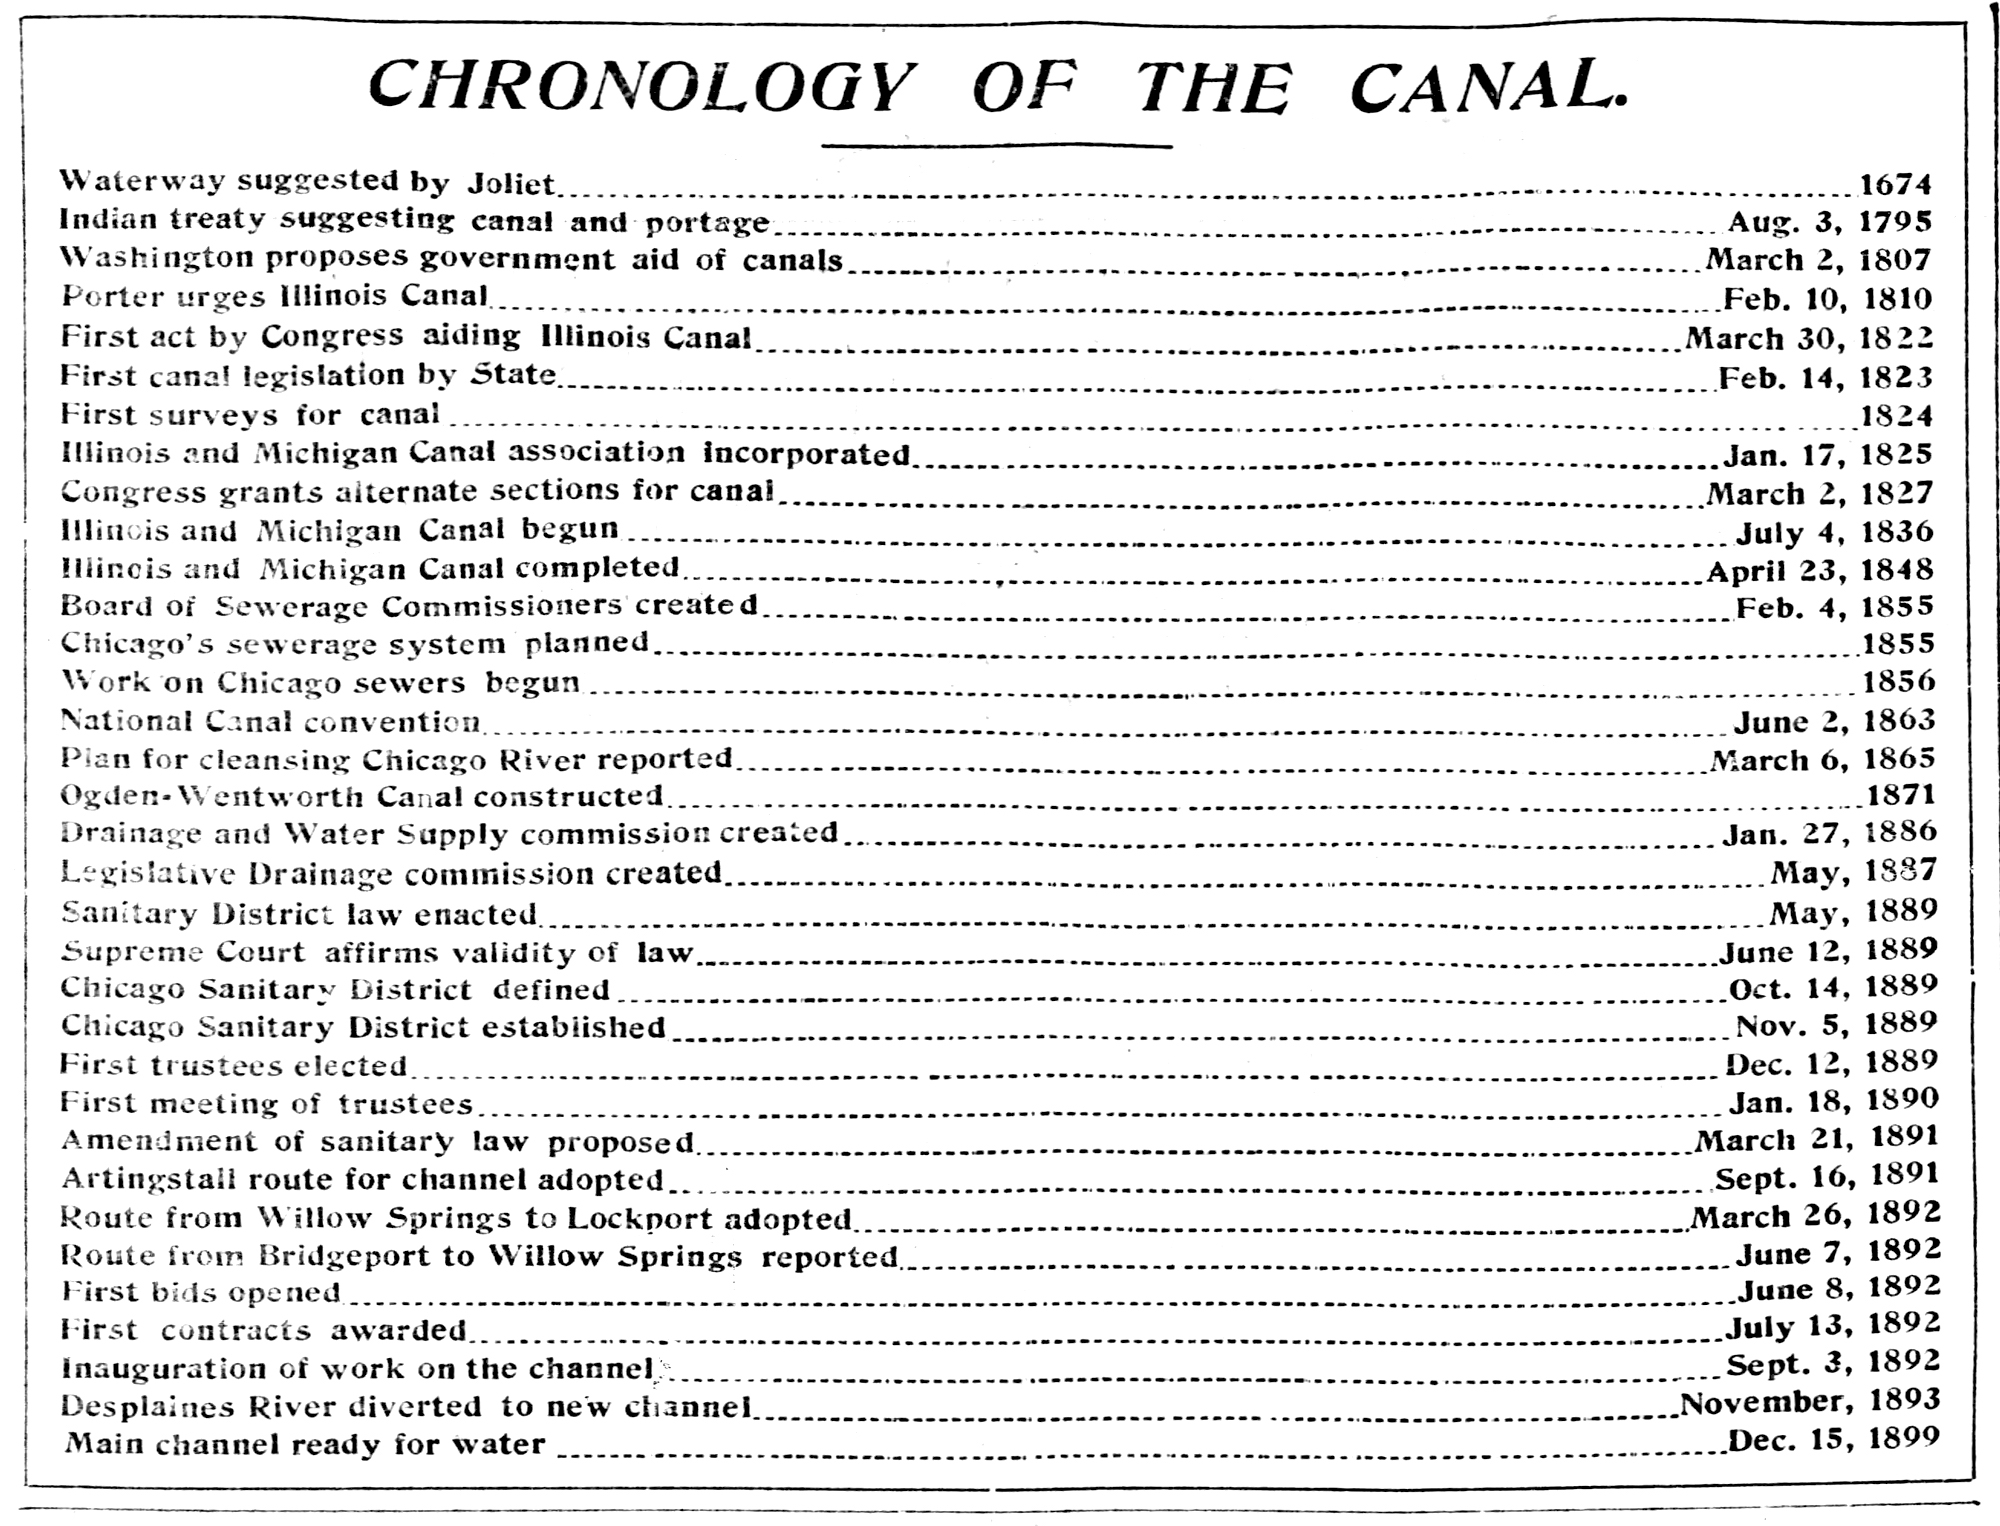 CHRONOLOGY OF THE CANAL.
Waterway suggested by Joliet 1674
Indian treaty suggesting canal and portage Aug. 3, 1795
Washington proposes government aid of canals March 2, 1807
Porter urges Illinois Canal Feb. 10, 1810
First act by Congress aiding Illinois Canal March 30, 1822
First canal legislation by State Feb. 14, 1823
First surveys for canal 1824
Illinois and Michigan Canal association incorporated Jan. 17, 1825
Congress grants alternate sections for canal March 2, 1827
Illinois and Michigan Canal begun July 4, 1836
Illinois and Michigan Canal completed April 23, 1848
Board of Sewerage Commissioners created Feb. 4, 1855
Chicago's sewerage system planned 1855
Work on Chicago sewers begun 1856
National Canal convention June 2, 1863
Plan for cleansing Chicago River reported March 6, 1865
Ogden-Wentworth Canal constructed 1871
Drainage and Water Supply commission created Jan. 27, 1886
Legislative Drainage commission created May, 1887
Sanitary District law enacted May, 1889
Supreme Court affirms validity of law June 12, 1889
Chicago Sanitary District defined Oct. 14, 1889
Chicago Sanitary District established Nov. 5, 1889
First trustees elected Dec. 12, 1889
First meeting of trustees Jan. 18, 1890
Amendment of sanitary law proposed March 21, 1891
Artingstall route for channel adopted Sept. 16, 1891
Route from Willow Springs to Lockport adopted March 26, 1892
Route from Bridgeport to Willow Springs reported June 7, 1892
First bids opened June 8, 1892
First contracts awarded July 13, 1892
Inauguration of work on the channel Sept. 3, 1892
Desplaines River diverted to new channel November, 1893
Main channel ready for water Dec. 15, 1899